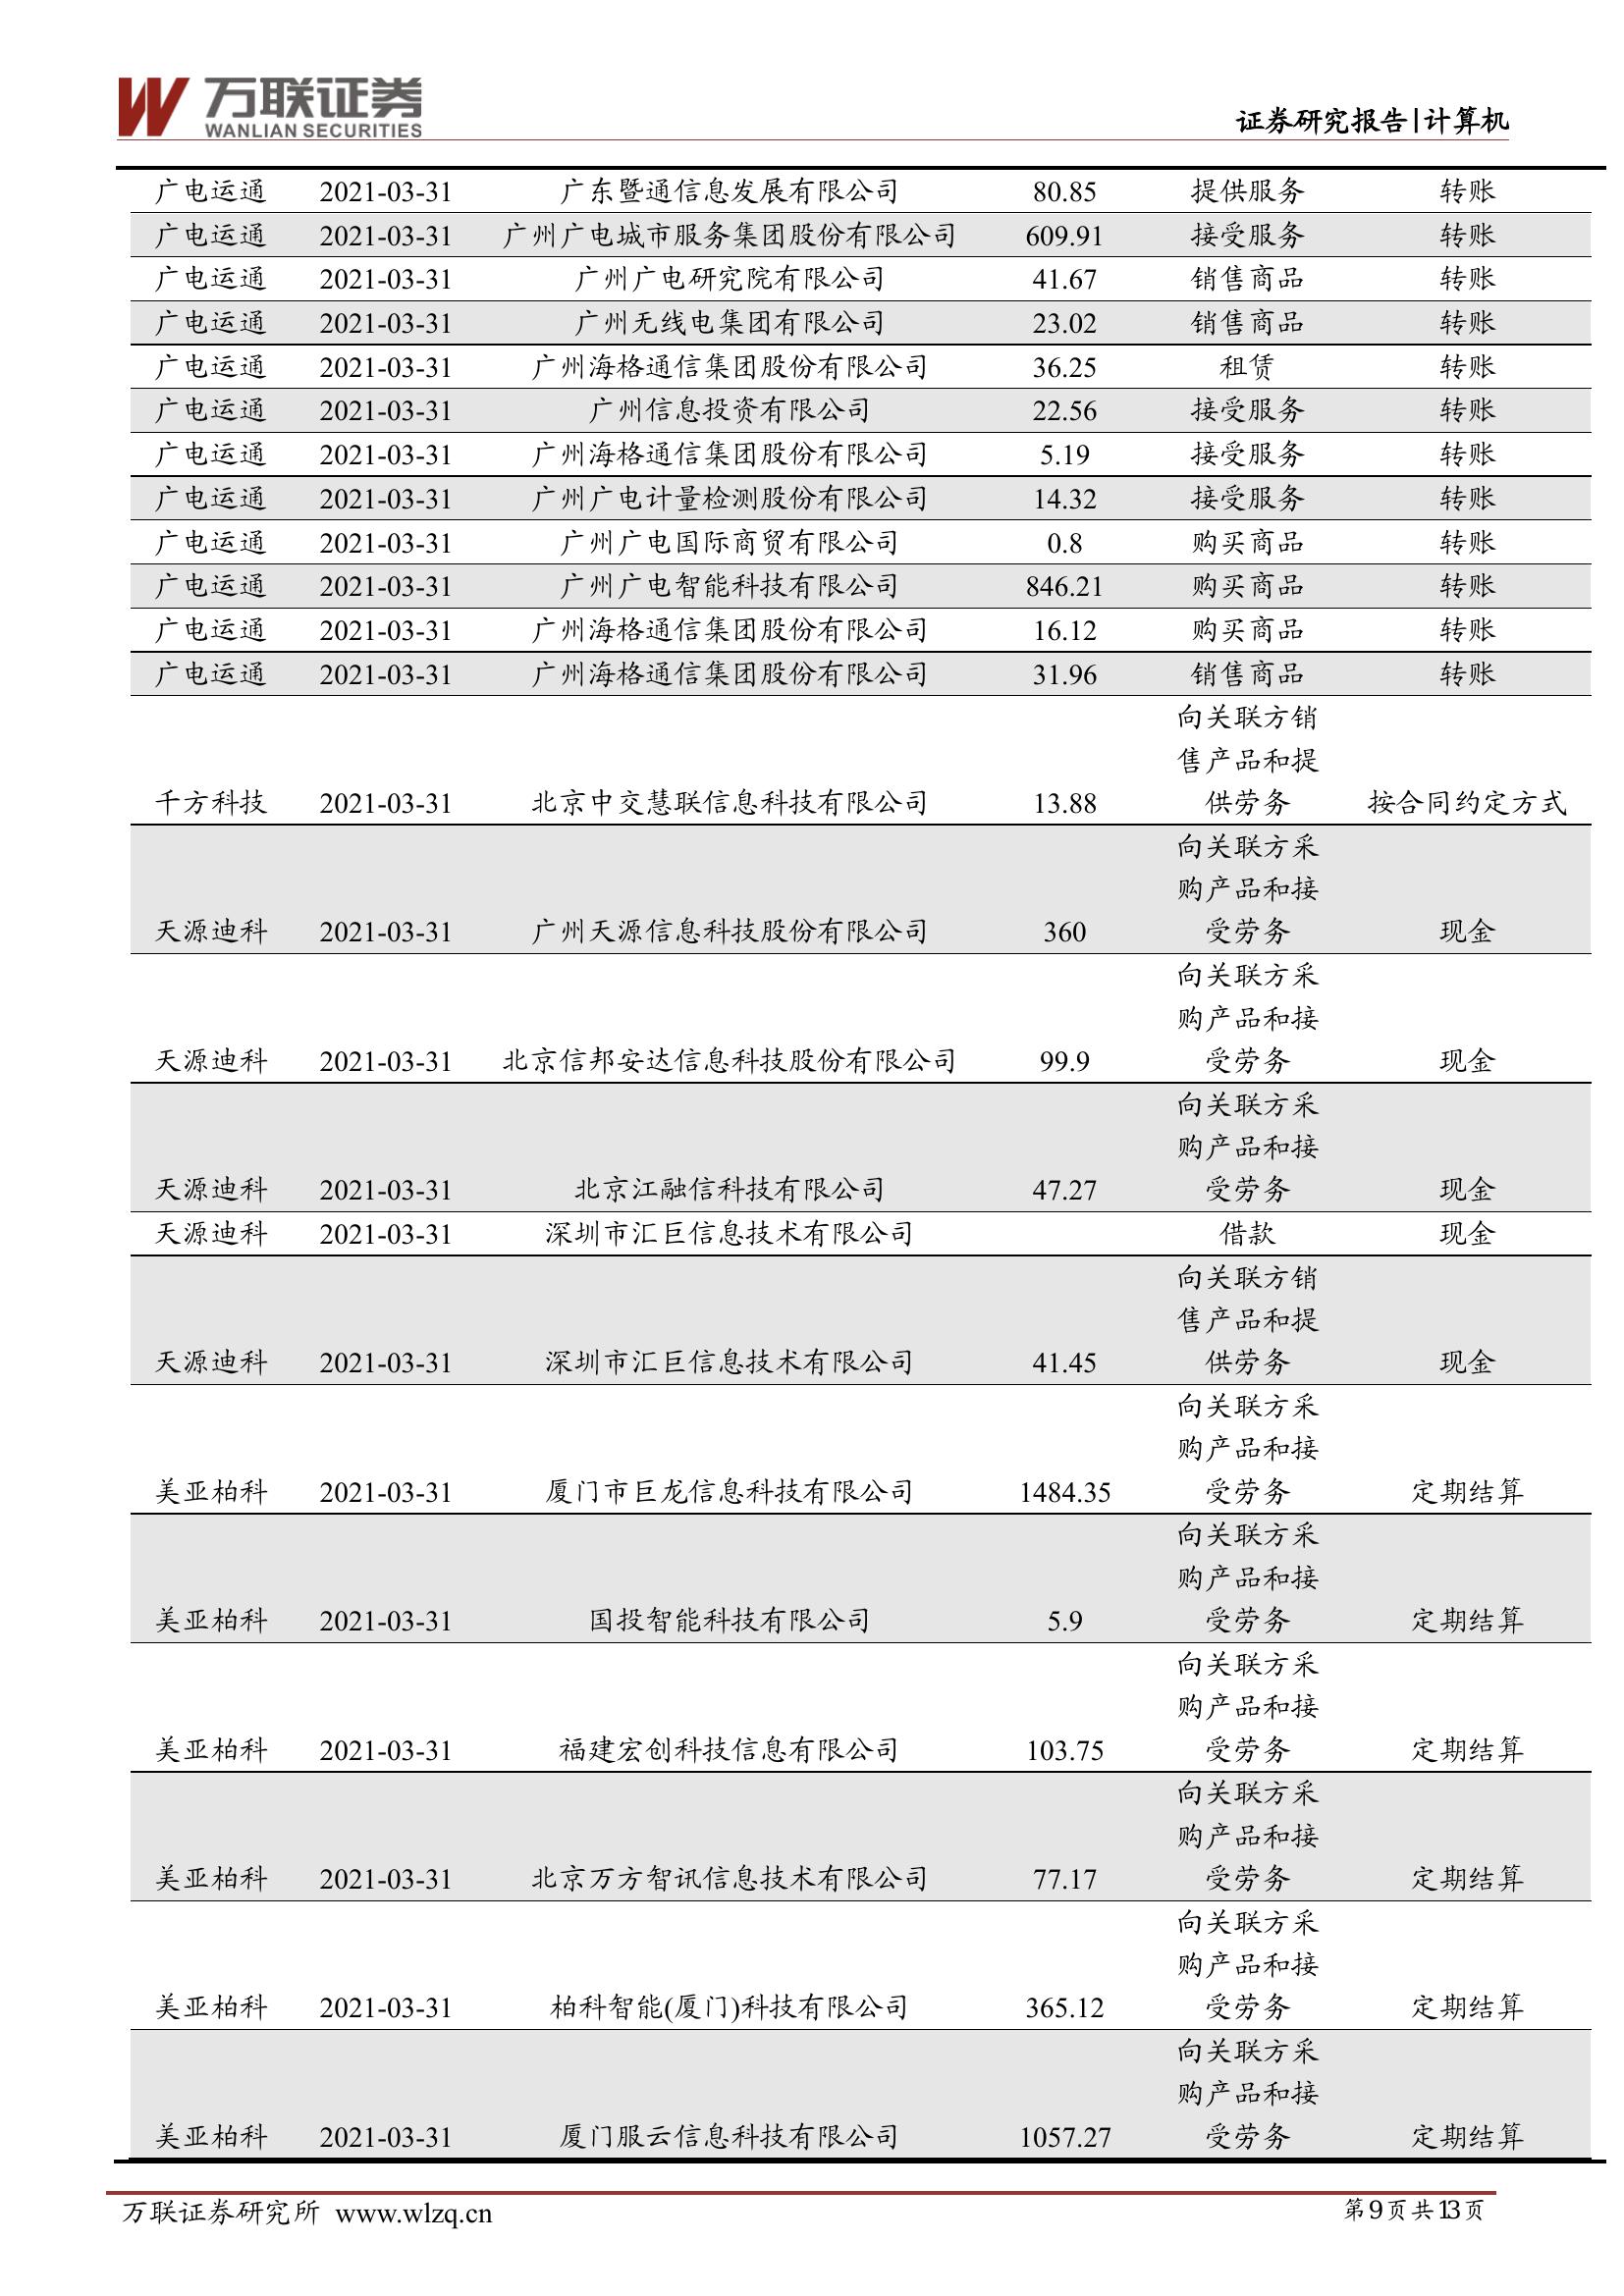 万联证券
WANLIAN SECURITIES
证券研究报告|计算机
广电运通 2021-03-31 广东暨通信息发展有限公司 80.85 提供服务 转账
广电运通 2021-03-31 广州广电城市服务集团股份有限公司 609.91 接受服务 转账
广电运通 2021-03-31 广州广电研究院有限公司 41.67 销售商品 转账
广电运通 2021-03-31 广州无线电集团有限公司 23.02 销售商品 转账
广电运通 2021-03-31 广州海格通信集团股份有限公司 36.25 租赁 转账
广电运通 2021-03-31 广州信息投资有限公司 22.56 接受服务 转账
广电运通 2021-03-31 广州海格通信集团股份有限公司 5.19 接受服务 转账
广电运通 2021-03-31 广州广电计量检测股份有限公司 14.32 接受服务 转账
广电运通 2021-03-31 广州广电国际商贸有限公司 0.8 购买商品 转账
广电运通 2021-03-31 广州广电智能科技有限公司 846.21 购买商品 转账
广电运通 2021-03-31 广州海格通信集团股份有限公司 16.12 购买商品 转账
广电运通 2021-03-31 广州海格通信集团股份有限公司 31.96 销售商品 转账
向关联方销
售产品和提
千方科技 2021-03-31 北京中交慧联信息科技有限公司 13.88 供劳务 按合同约定方式
向关联方采
购产品和接
天源迪科 2021-03-31 广州天源信息科技股份有限公司 360 受劳务 现金
向关联方采
购产品和接
天源迪科 2021-03-31 北京信邦安达信息科技股份有限公司 99.9 受劳务 现金
向关联方采
购产品和接
天源迪科 2021-03-31 北京江融信科技有限公司 47.27 受劳务 现金
天源迪科 2021-03-31 深圳市汇巨信息技术有限公司 借款 现金
向关联方销
售产品和提
天源迪科 2021-03-31 深圳市汇巨信息技术有限公司 41.45 供劳务 现金
向关联方采
购产品和接
美亚柏科 2021-03-31 厦门市巨龙信息科技有限公司 1484.35 受劳务 定期结算
向关联方采
购产品和接
美亚柏科 2021-03-31 国投智能科技有限公司 5.9 受劳务 定期结算
向关联方采
购产品和接
美亚柏科 2021-03-31 福建宏创科技信息有限公司 103.75 受劳务 定期结算
向关联方采
购产品和接
美亚柏科 2021-03-31 北京万方智讯信息技术有限公司 77.17 受劳务 定期结算
向关联方采
购产品和接
美亚柏科 2021-03-31 柏科智能(厦门)科技有限公司 365.12 受劳务 定期结算
向关联方采
购产品和接
美亚柏科 2021-03-31 厦门服云信息科技有限公司 1057.27 受劳务 定期结算
万联证券研究所 www.wlzq.cn 第9页共13页